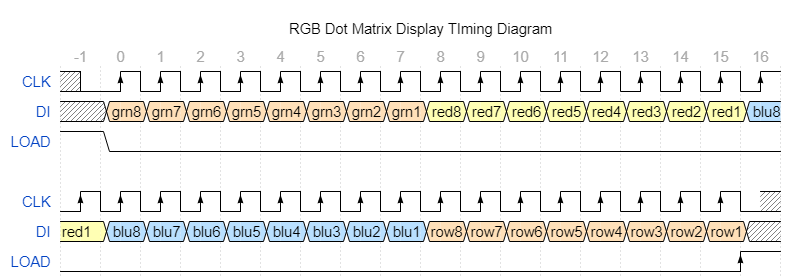 RGB Dot Matrix Display TIming Diagram
-1 0 1 2 3 4 5 6 7 8 9 10 11 12 13 14 15 16
CLK
DI grn8 grn7 grn6 grn5 grn4 grn3 grn2 grn1 red8 red7 red6 red5 red4 red3 red2 red1 blu8
LOAD
CLK
DI red1 blu8 blu7 blu6 blu5 blu4 blu3 blu2 blu1 row8 row7 row6 row5 row4 row3 row2 row1
LOAD